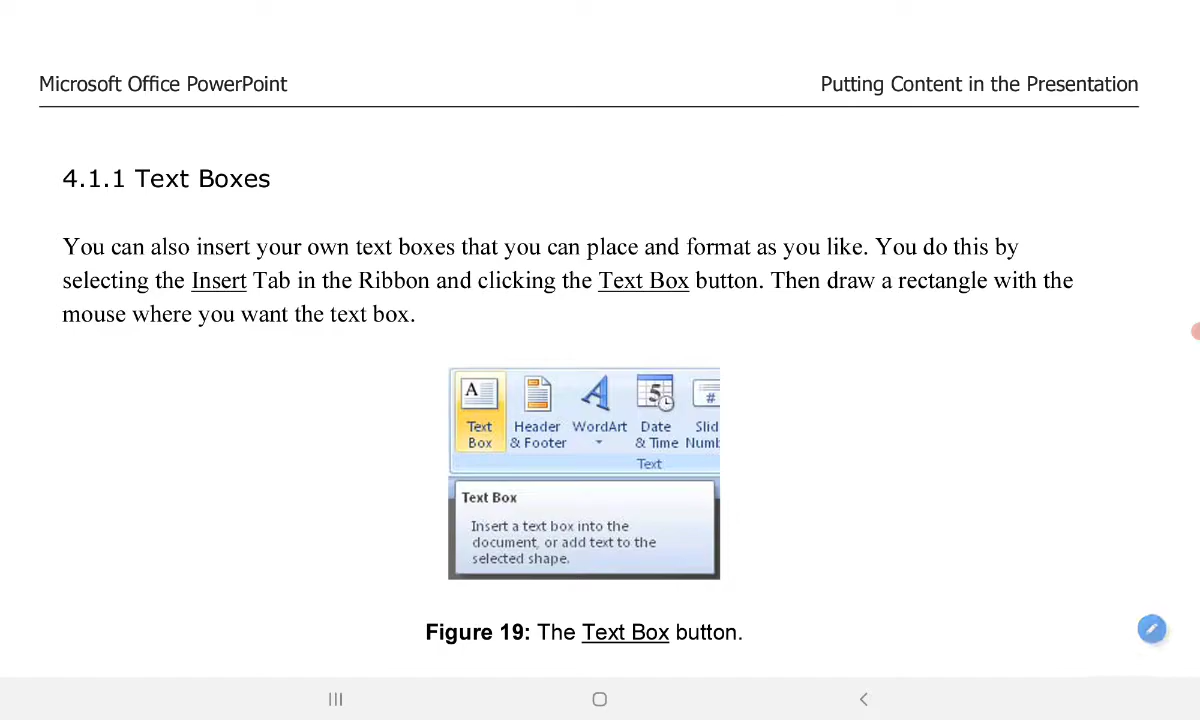 Microsoft Office PowerPoint Putting Content in the Presentation
4.1.1 Text Boxes
You can also insert your own text boxes that you can place and format as you like. You do this by
selecting the Insert Tab in the Ribbon and clicking the Text Box button. Then draw a rectangle with the
mouse where you want the text box.
A 5 #
Text Header WordArt Date Slid
Box & Footer & Time Numb
Text
Text Box
Insert a text box into the
document, or add text to the
selected shape.
Figure 19: The Text Box button.